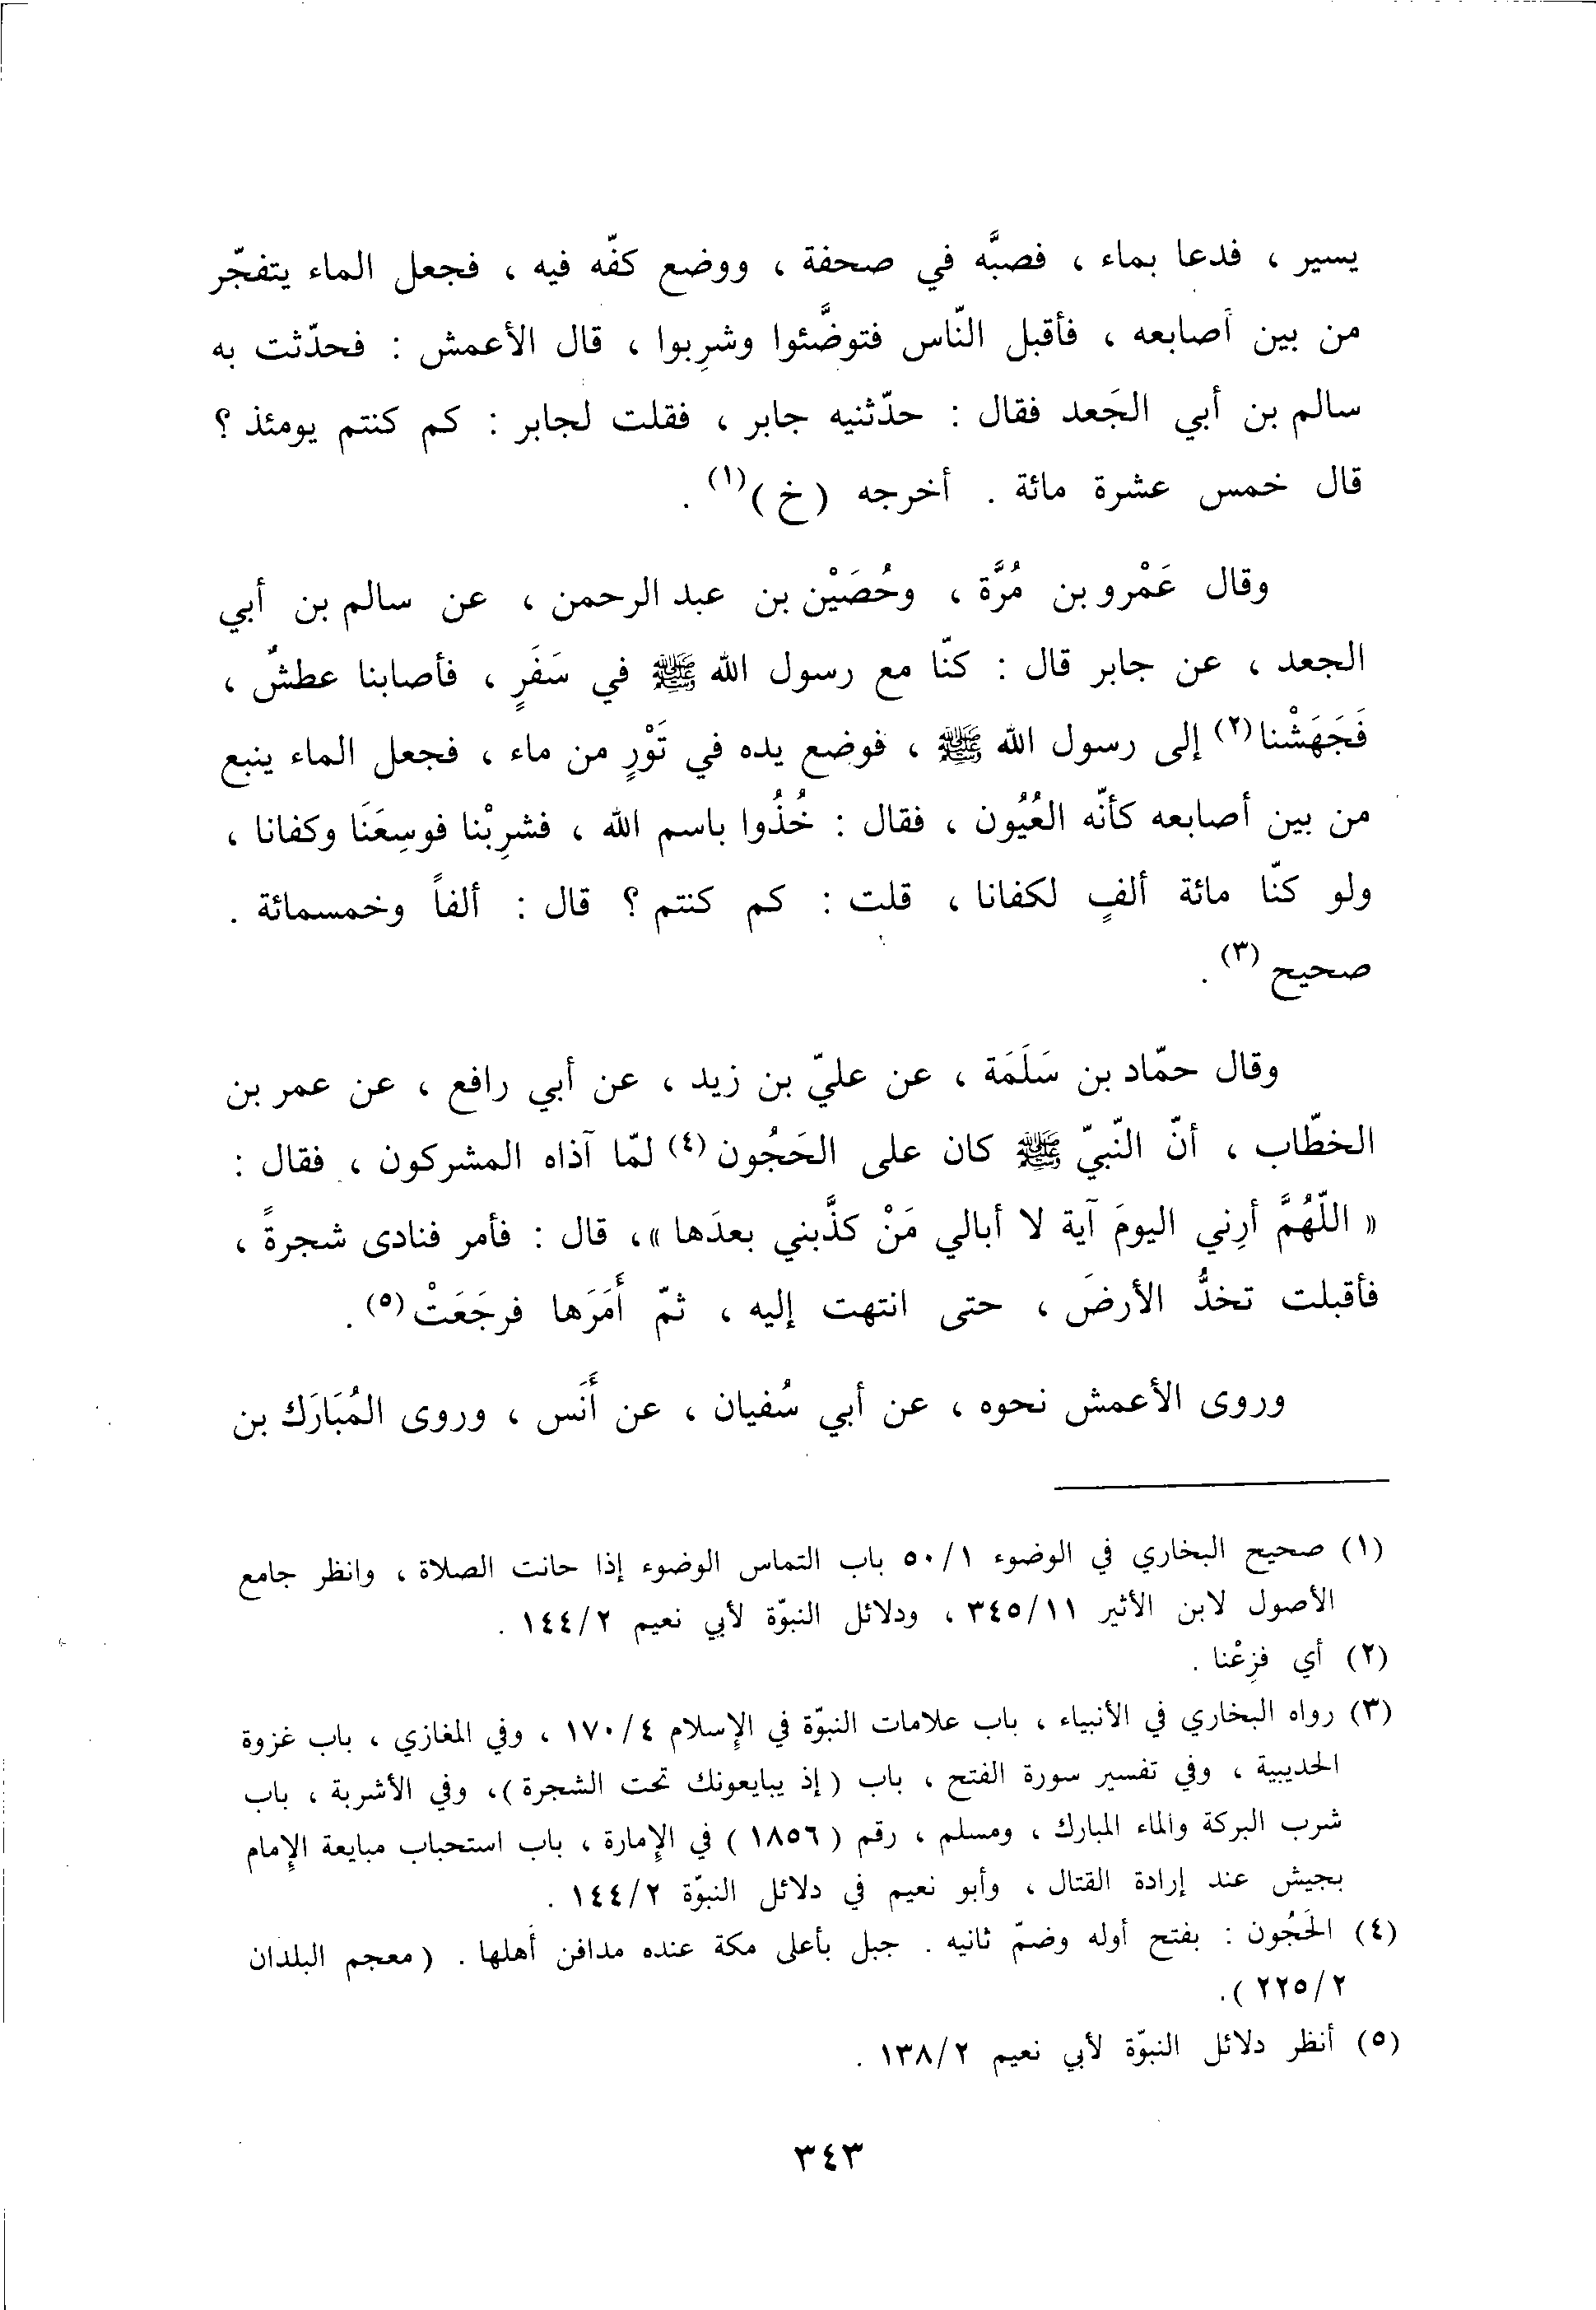 يسير ، فدعا بماء ، فصبَّه في صحفة ، ووضع كفّه فيه ، فجعل الماء يتفجّر
من بين أصابعه ، فأقبل النّاس فتوضَّئوا وشرِبوا ، قال الأعمش : فحدّثت به
سالم بن أبي الجَعد فقال : حدّثنيه جابر ، فقلت لجابر : كم كنتم يومئذ ؟
قال خمس عشرة مائة . أخرجه (خ)(١) .
وقال عَمْرو بن مُرَّة ، وحُصَيْن بن عبد الرحمن ، عن سالم بن أبي
الجعد ، عن جابر قال : كنّا مع رسول الله ﷺ في سَفَرٍ ، فأصابنا عطشٌ ،
فَجَهَشْنا(٢) إلى رسول الله ﷺ ، فوضع يده في تَوْرٍ من ماء ، فجعل الماء ينبع
من بين أصابعه كأنّه العُيُون ، فقال : خُذُوا باسم الله ، فشرِبْنا فوسِعَنَا وكفانا ،
ولو كنّا مائة ألفٍ لكفانا ، قلت : كم كنتم ؟ قال : ألفاً وخمسمائة .
صحيح (٣) .
وقال حمّاد بن سَلَمَة ، عن عليّ بن زيد ، عن أبي رافع ، عن عمر بن
الخطّاب ، أنّ النّبيّ ﷺ كان على الحَجُون(٤) لمّا آذاه المشركون ، فقال :
« اللّهُمَّ أرِني اليومَ آية لا أبالي مَنْ كذَّبني بعدَها »، قال : فأمر فنادى شجرةً ،
فأقبلت تخدُّ الأرضَ ، حتى انتهت إليه ، ثمّ أَمَرَها فرجَعَتْ(٥) .
وروى الأعمش نحوه ، عن أبي سُفيان ، عن أَنَس ، وروى المُبَارَك بن
(١) صحيح البخاري في الوضوء ٥٠/١ باب التماس الوضوء إذا حانت الصلاة ، وانظر جامع
الأصول لابن الأثير ٣٤٥/١١ ، ودلائل النبوّة لأبي نعيم ١٤٤/٢ .
(٢) أي فزِعْنا .
(٣) رواه البخاري في الأنبياء ، باب علامات النبوّة في الإسلام ١٧٠/٤ ، وفي المغازي ، باب غزوة
الحديبية ، وفي تفسير سورة الفتح ، باب (إذ يبايعونك تحت الشجرة)، وفي الأشربة ، باب
شرب البركة والماء المبارك ، ومسلم ، رقم (١٨٥٦) في الإمارة ، باب استحباب مبايعة الإمام
بجيش عند إرادة القتال ، وأبو نعيم في دلائل النبوّة ١٤٤/٢ .
(٤) الحَجُون : بفتح أوله وضمّ ثانيه . جبل بأعلى مكة عنده مدافن أهلها . (معجم البلدان
٢٢٥/٢).
(٥) أنظر دلائل النبوّة لأبي نعيم ١٣٨/٢ .
٣٤٣